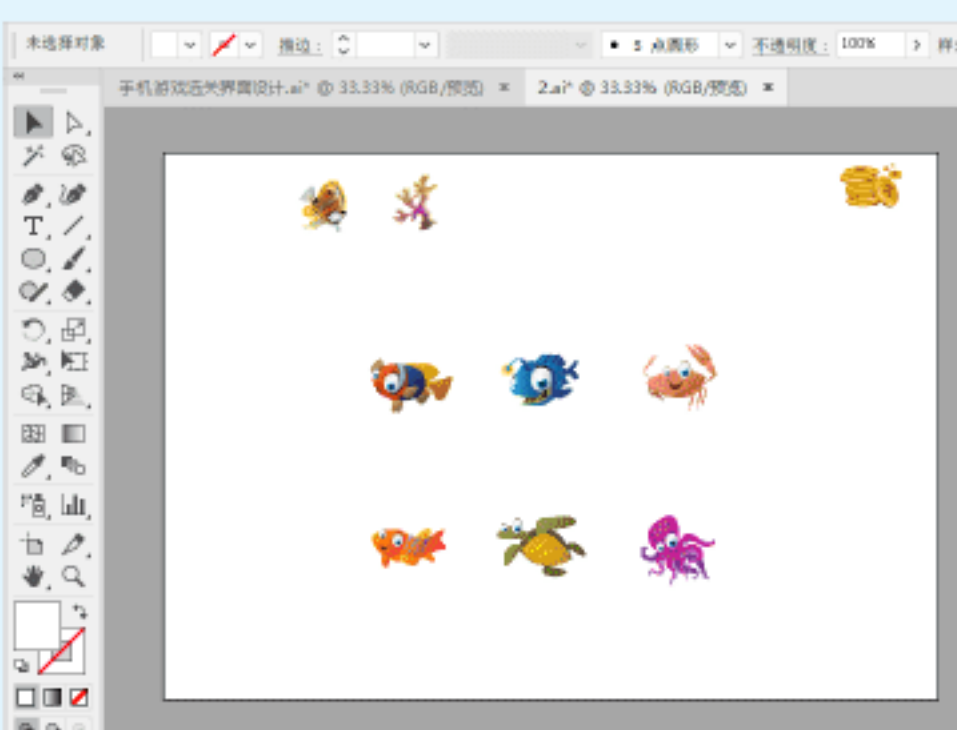 未选择对象 描边: 5 点圆形 不透明度: 100%
手机游戏选关界面设计.ai* @ 33.33% (RGB/预览) × 2.ai* @ 33.33% (RGB/预览) ×